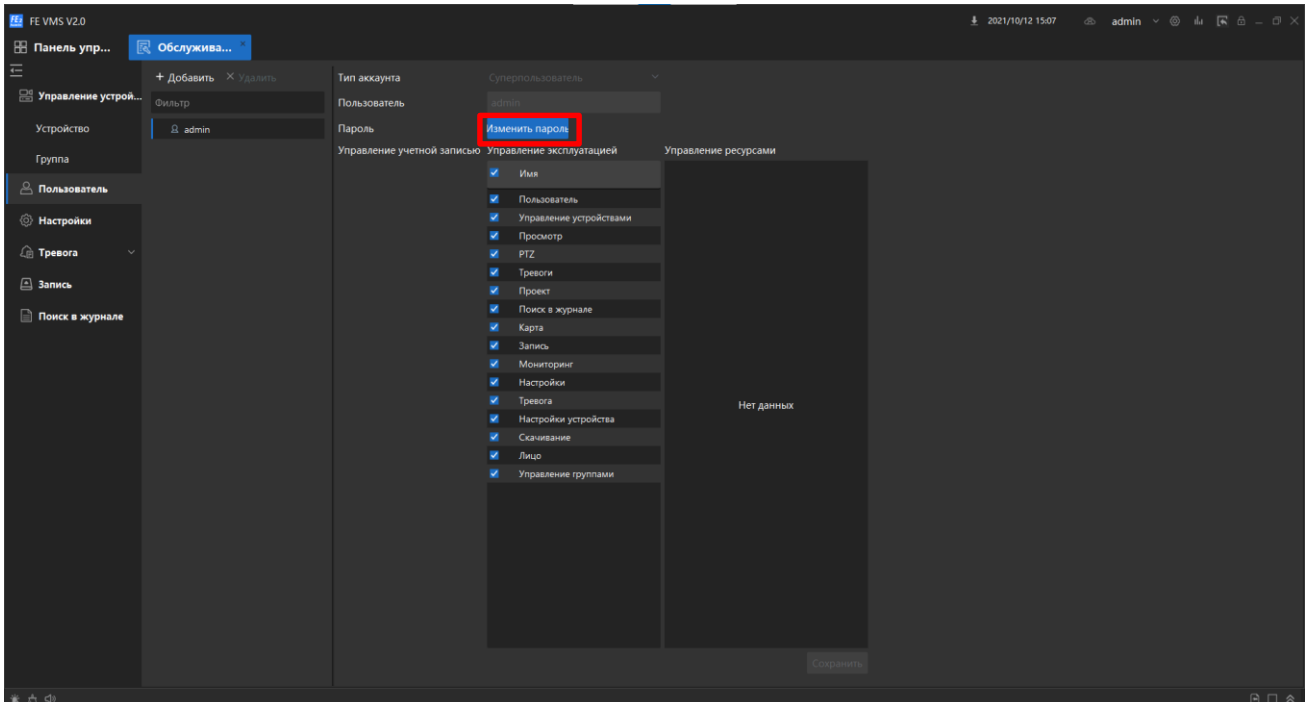 FE VMS V2.0
2021/10/12 15:07
admin
Панель упр...
Обслужива...
Управление устрой...
Устройство
Группа
Пользователь
Настройки
Тревога
Запись
Поиск в журнале
+ Добавить
× Удалить
Фильтр
admin
Тип аккаунта
Суперпользователь
Пользователь
admin
Пароль
Изменить пароль
Управление учетной записью
Управление эксплуатацией
Имя
Пользователь
Управление устройствами
Просмотр
PTZ
Тревоги
Проект
Поиск в журнале
Карта
Запись
Мониторинг
Настройки
Тревога
Настройки устройства
Скачивание
Лицо
Управление группами
Управление ресурсами
Нет данных
Сохранить